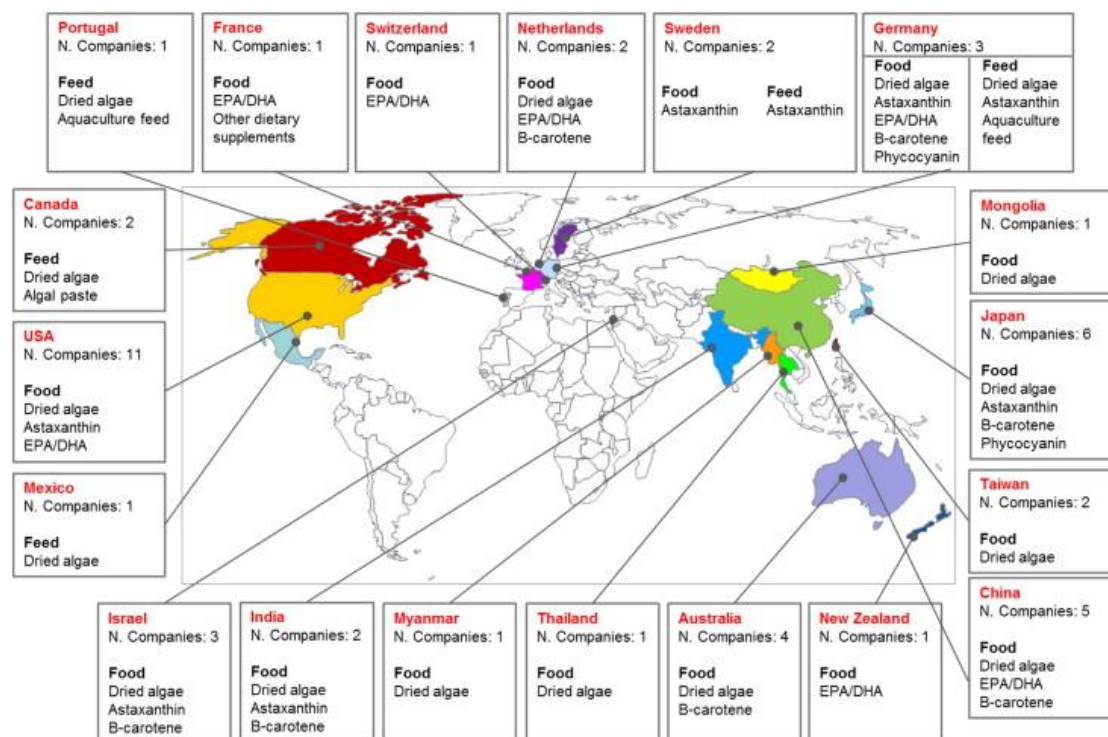 Portugal
N. Companies: 1
Feed
Dried algae
Aquaculture feed
France
N. Companies: 1
Food
EPA/DHA
Other dietary
supplements
Switzerland
N. Companies: 1
Food
EPA/DHA
Netherlands
N. Companies: 2
Food
Dried algae
EPA/DHA
B-carotene
Sweden
N. Companies: 2
Food
Astaxanthin
Feed
Astaxanthin
Germany
N. Companies: 3
Food
Dried algae
Astaxanthin
EPA/DHA
B-carotene
Phycocyanin
Feed
Dried algae
Astaxanthin
Aquaculture
feed
Canada
N. Companies: 2
Feed
Dried algae
Algal paste
USA
N. Companies: 11
Food
Dried algae
Astaxanthin
EPA/DHA
Mexico
N. Companies: 1
Feed
Dried algae
Mongolia
N. Companies: 1
Food
Dried algae
Japan
N. Companies: 6
Food
Dried algae
Astaxanthin
B-carotene
Phycocyanin
Taiwan
N. Companies: 2
Food
Dried algae
China
N. Companies: 5
Food
Dried algae
EPA/DHA
B-carotene
Israel
N. Companies: 3
Food
Dried algae
Astaxanthin
B-carotene
India
N. Companies: 2
Food
Dried algae
Astaxanthin
B-carotene
Myanmar
N. Companies: 1
Food
Dried algae
Thailand
N. Companies: 1
Food
Dried algae
Australia
N. Companies: 4
Food
Dried algae
B-carotene
New Zealand
N. Companies: 1
Food
EPA/DHA